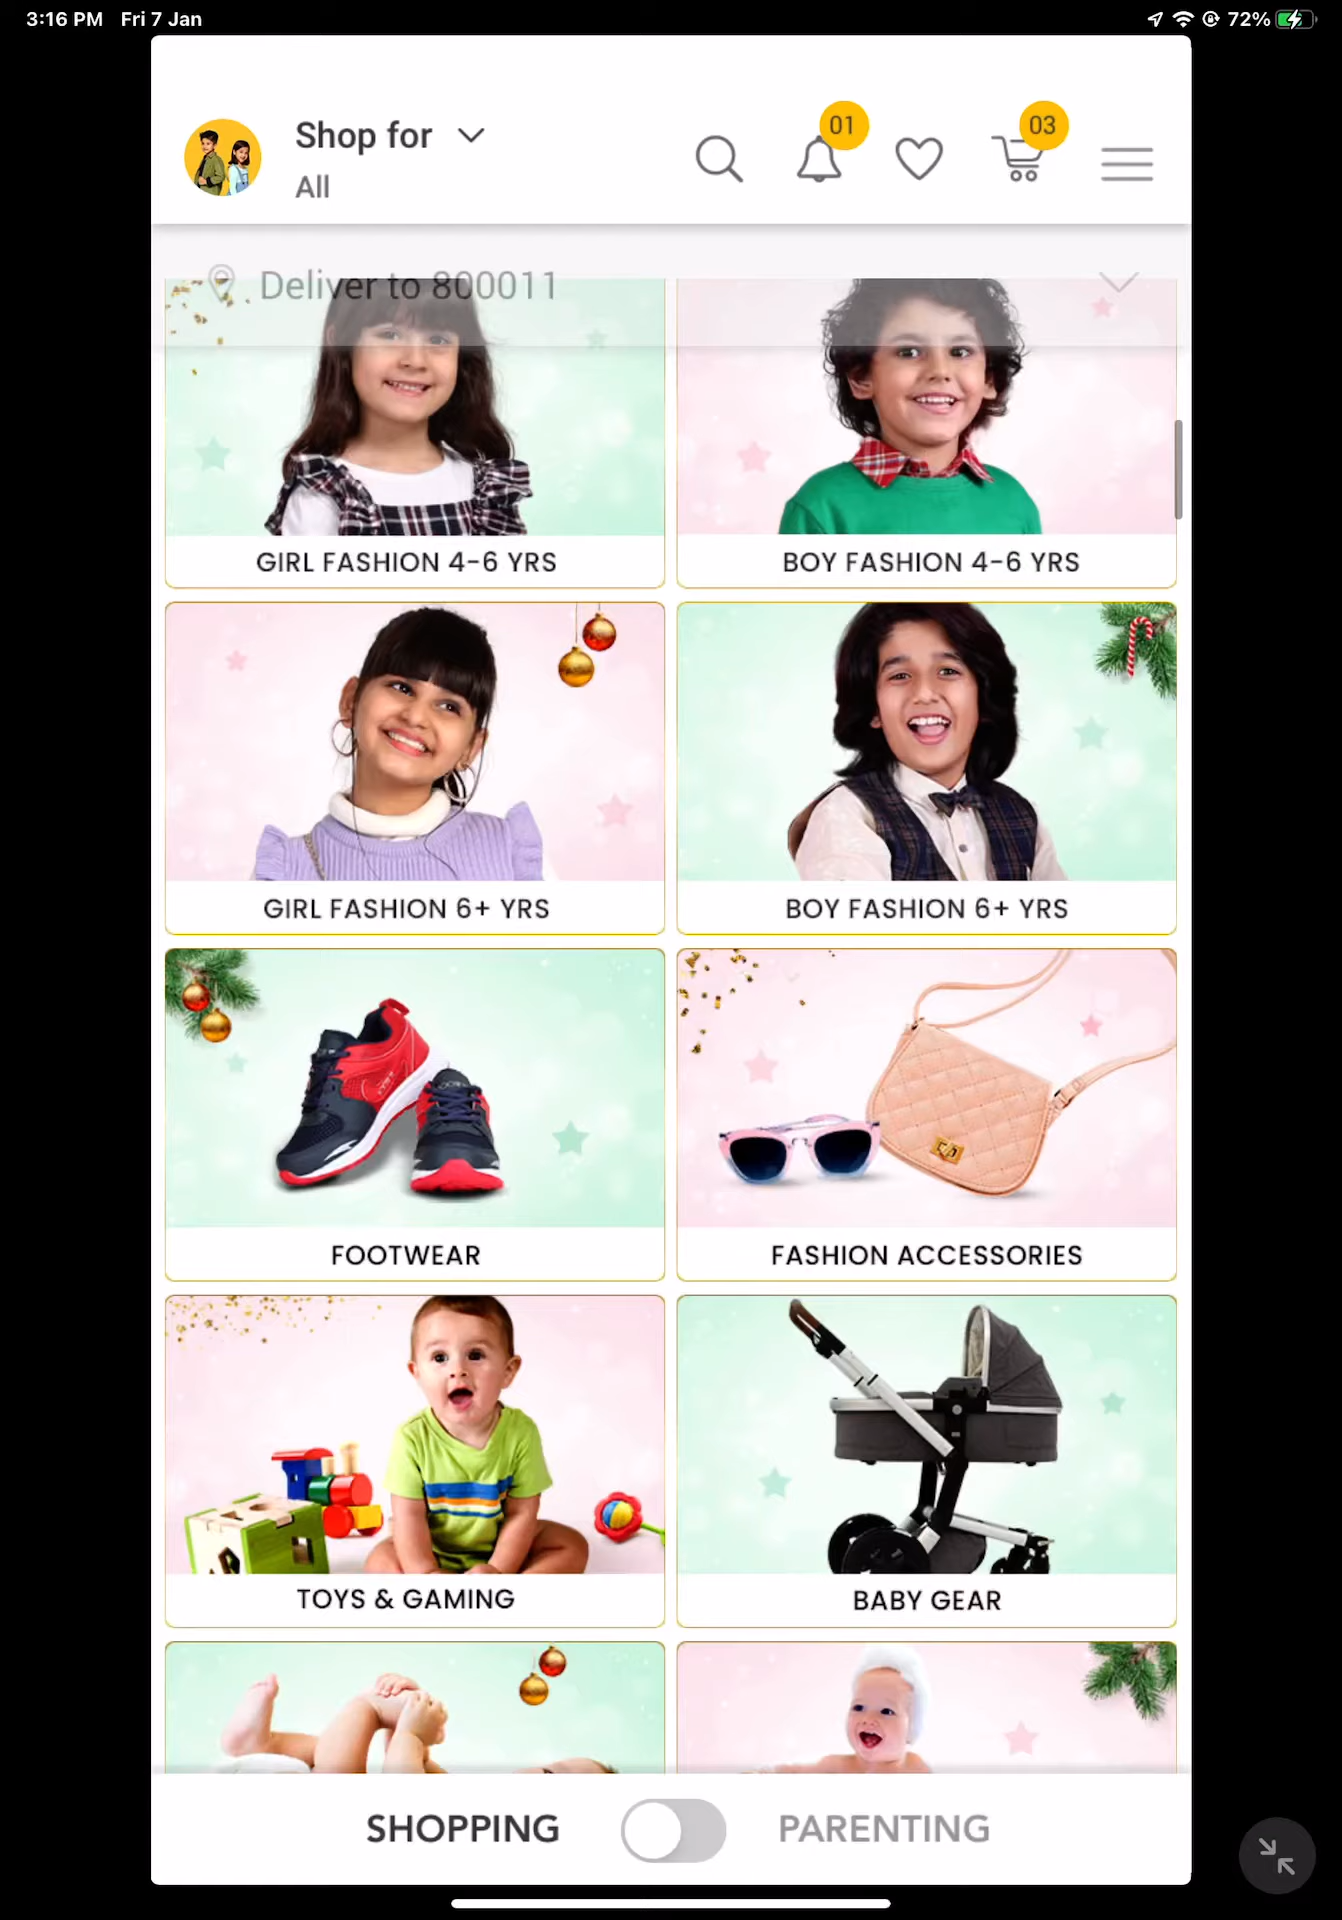 3:16 PM Fri 7 Jan
72%
Shop for
All
01
03
Deliver to 800011
GIRL FASHION 4-6 YRS
BOY FASHION 4-6 YRS
GIRL FASHION 6+ YRS
BOY FASHION 6+ YRS
FOOTWEAR
FASHION ACCESSORIES
TOYS & GAMING
BABY GEAR
SHOPPING
PARENTING